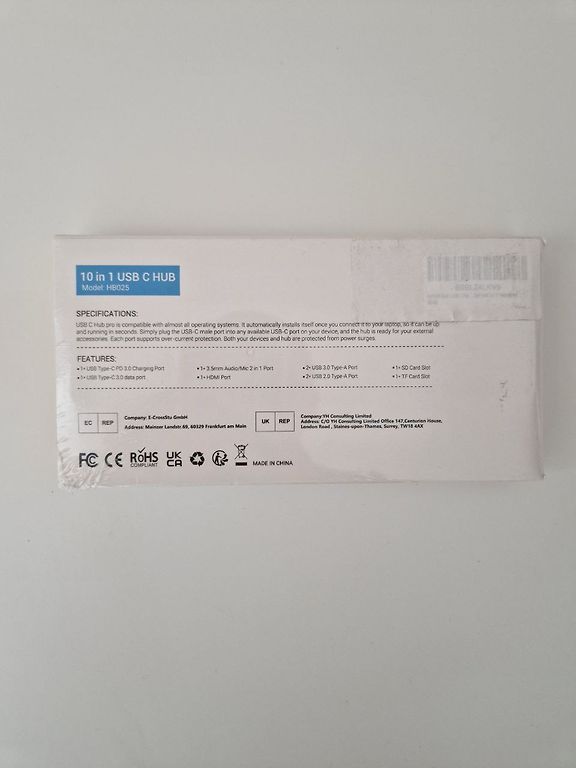 10 in 1 USB C HUB
Model: HB025
SPECIFICATIONS:
USB C Hub pro is compatible with almost all operating systems. It automatically installs itself once you connect it to your laptop, so it can be up
and running in seconds. Simply plug the USB-C male port into any available USB-C port on your device, and the hub is ready for your external
accessories. Each port supports over-current protection. Both your devices and hub are protected from power surges.
FEATURES:
• 1× USB Type-C PD 3.0 Charging Port
• 1× 3.5mm Audio/Mic 2 in 1 Port
• 2× USB 3.0 Type-A Port
• 1× SD Card Slot
• 1× USB Type-C 3.0 data port
• 1× HDMI Port
• 2× USB 2.0 Type-A Port
• 1× TF Card Slot
EC REP
Company: E-CrossStu GmbH
Address: Mainzer Landstr.69, 60329 Frankfurt am Main
UK REP
Company:YH Consulting Limited
Address: C/O YH Consulting Limited Office 147,Centurion House,
London Road , Staines-upon-Thames, Surrey, TW18 4AX
FC CE RoHS COMPLIANT UK CA MADE IN CHINA